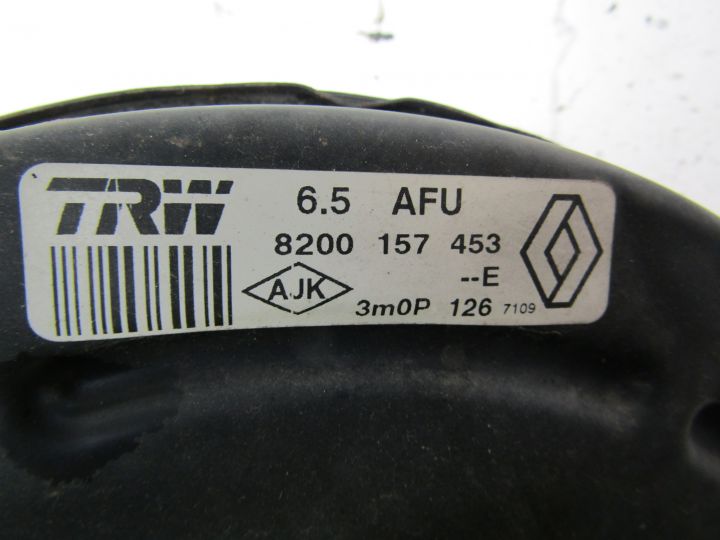 TRW
6.5 AFU
8200 157 453
--E
AJK
3m0P 126 7109